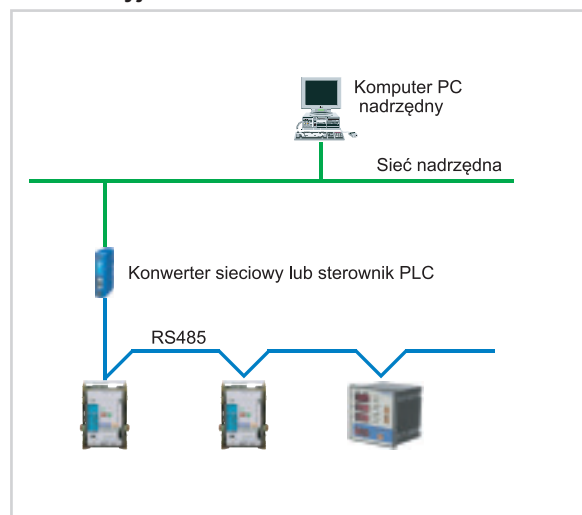 Komputer PC
nadrzędny
Sieć nadrzędna
Konwerter sieciowy lub sterownik PLC
RS485